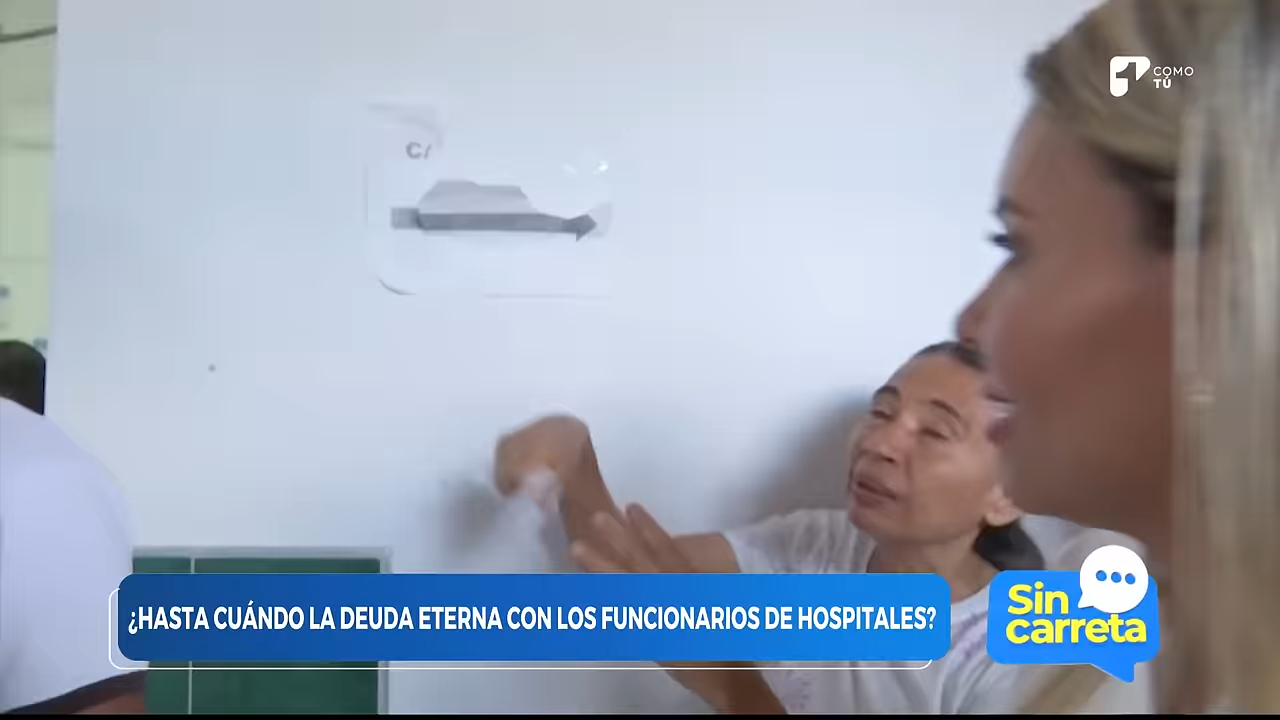 COMO
TÚ
C/
¿HASTA CUÁNDO LA DEUDA ETERNA CON LOS FUNCIONARIOS DE HOSPITALES?
Sin
carreta